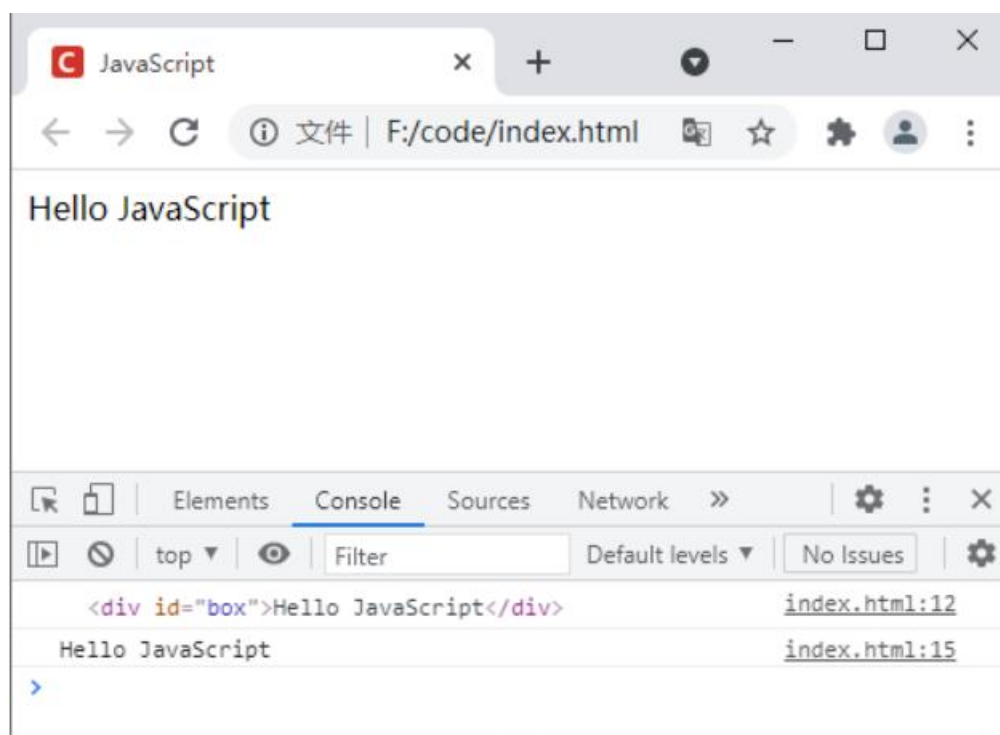 C JavaScript
文件 | F:/code/index.html
Hello JavaScript
Elements Console Sources Network »
top ▼ Filter Default levels ▼ No Issues
<div id="box">Hello JavaScript</div> index.html:12
Hello JavaScript index.html:15
>